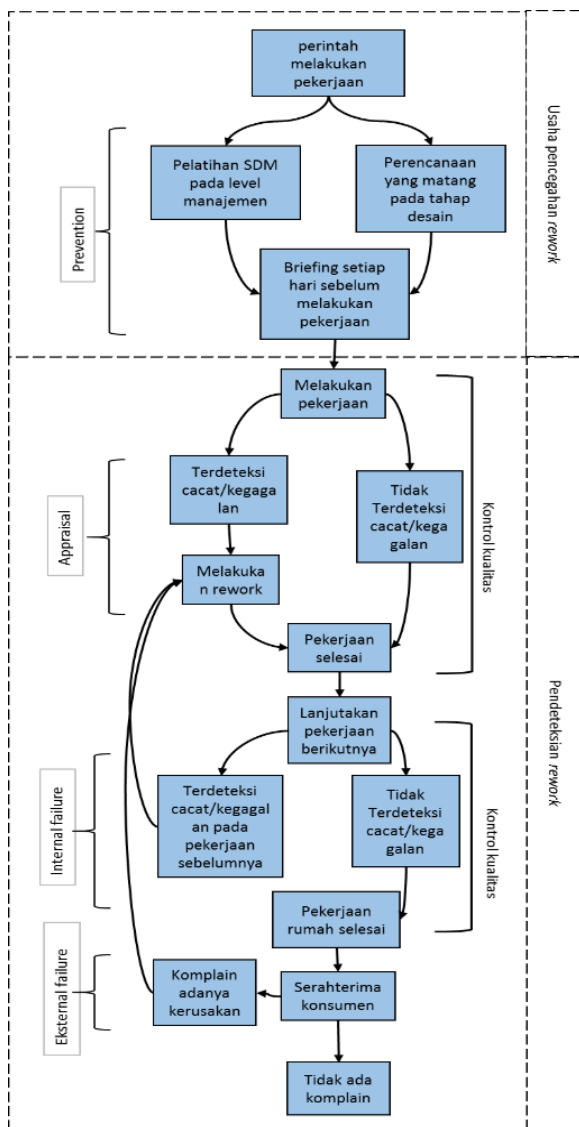 perintah
melakukan
pekerjaan
Usaha pencegahan rework
Prevention
Pelatihan SDM
pada level
manajemen
Perencanaan
yang matang
pada tahap
desain
Briefing setiap
hari sebelum
melakukan
pekerjaan
Melakukan
pekerjaan
Pendeteksian rework
Kontrol kualitas
Appraisal
Terdeteksi
cacat/kegaga
lan
Tidak
Terdeteksi
cacat/kega
galan
Melakuka
n rework
Pekerjaan
selesai
Lanjutakan
pekerjaan
berikutnya
Kontrol kualitas
Internal failure
Terdeteksi
cacat/kegagal
an pada
pekerjaan
sebelumnya
Tidak
Terdeteksi
cacat/kega
galan
Pekerjaan
rumah selesai
Eksternal failure
Komplain
adanya
kerusakan
Serahterima
konsumen
Tidak ada
komplain